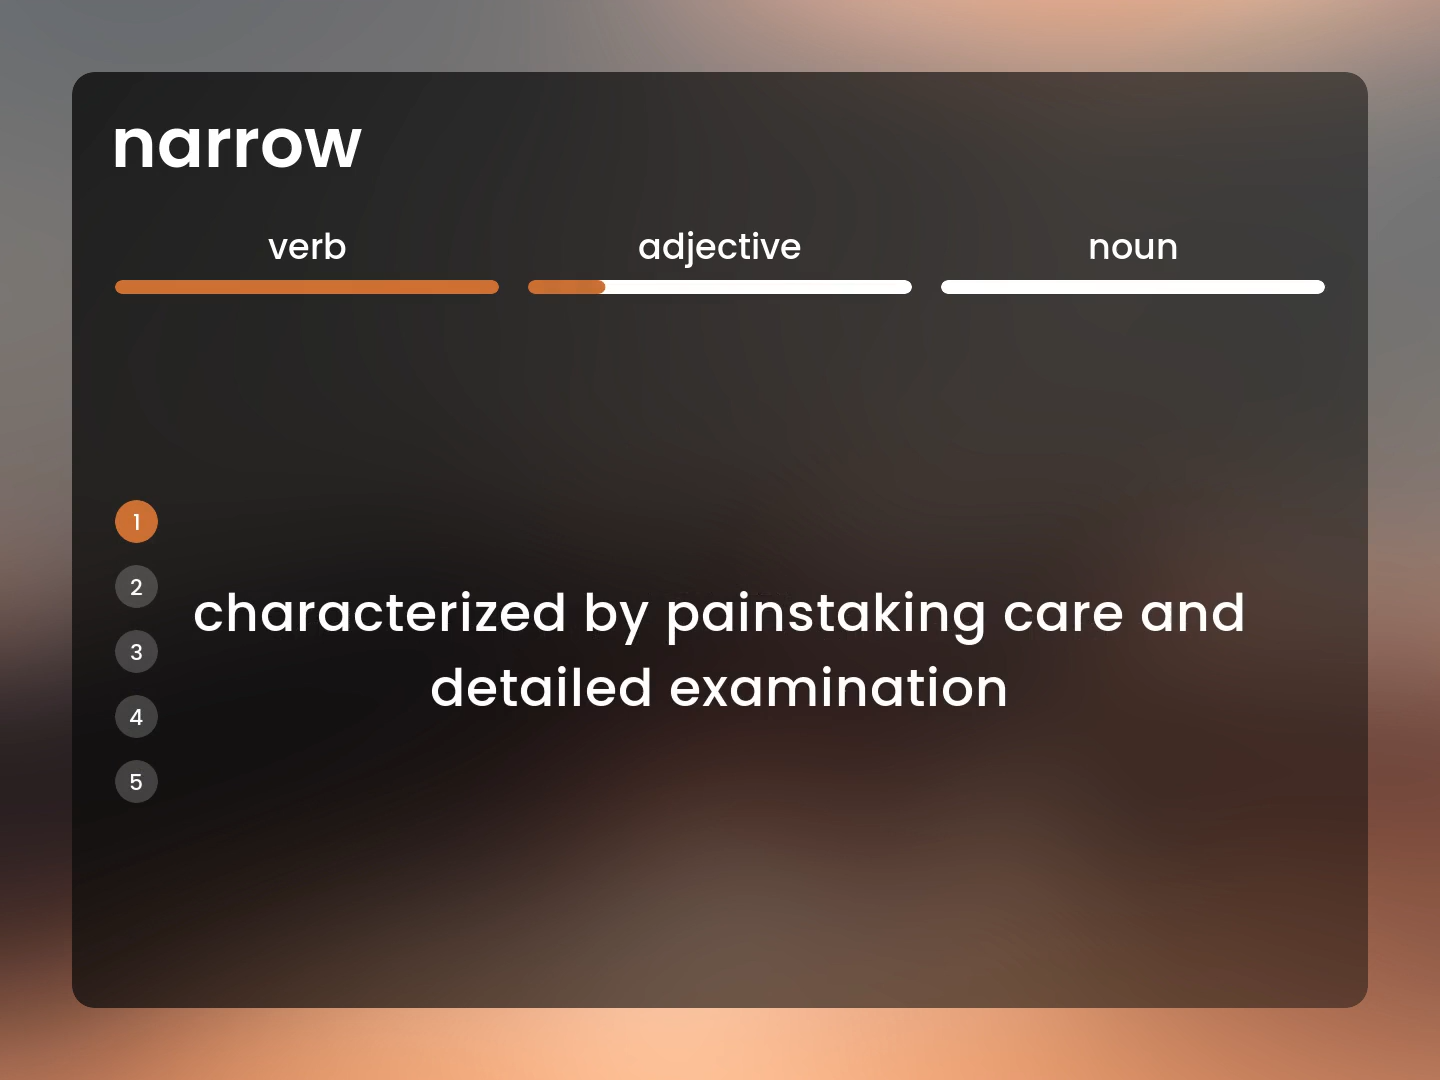 narrow
verb
adjective
noun
1
2
3
4
5
characterized by painstaking care and
detailed examination